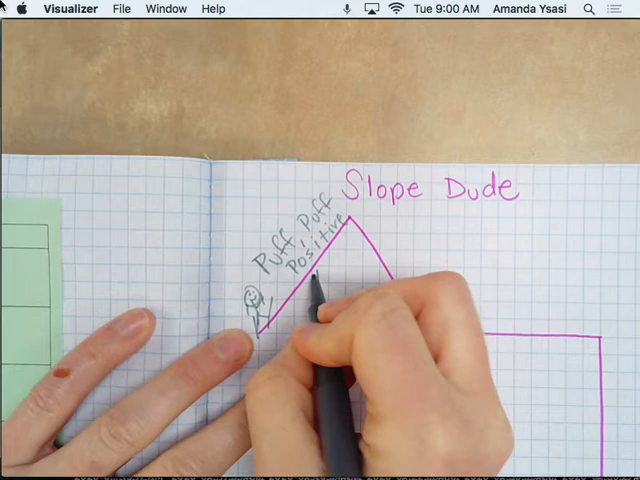 Visualizer File Window Help Tue 9:00 AM Amanda Ysasi
Slope Dude
Puff, Puff
Positive